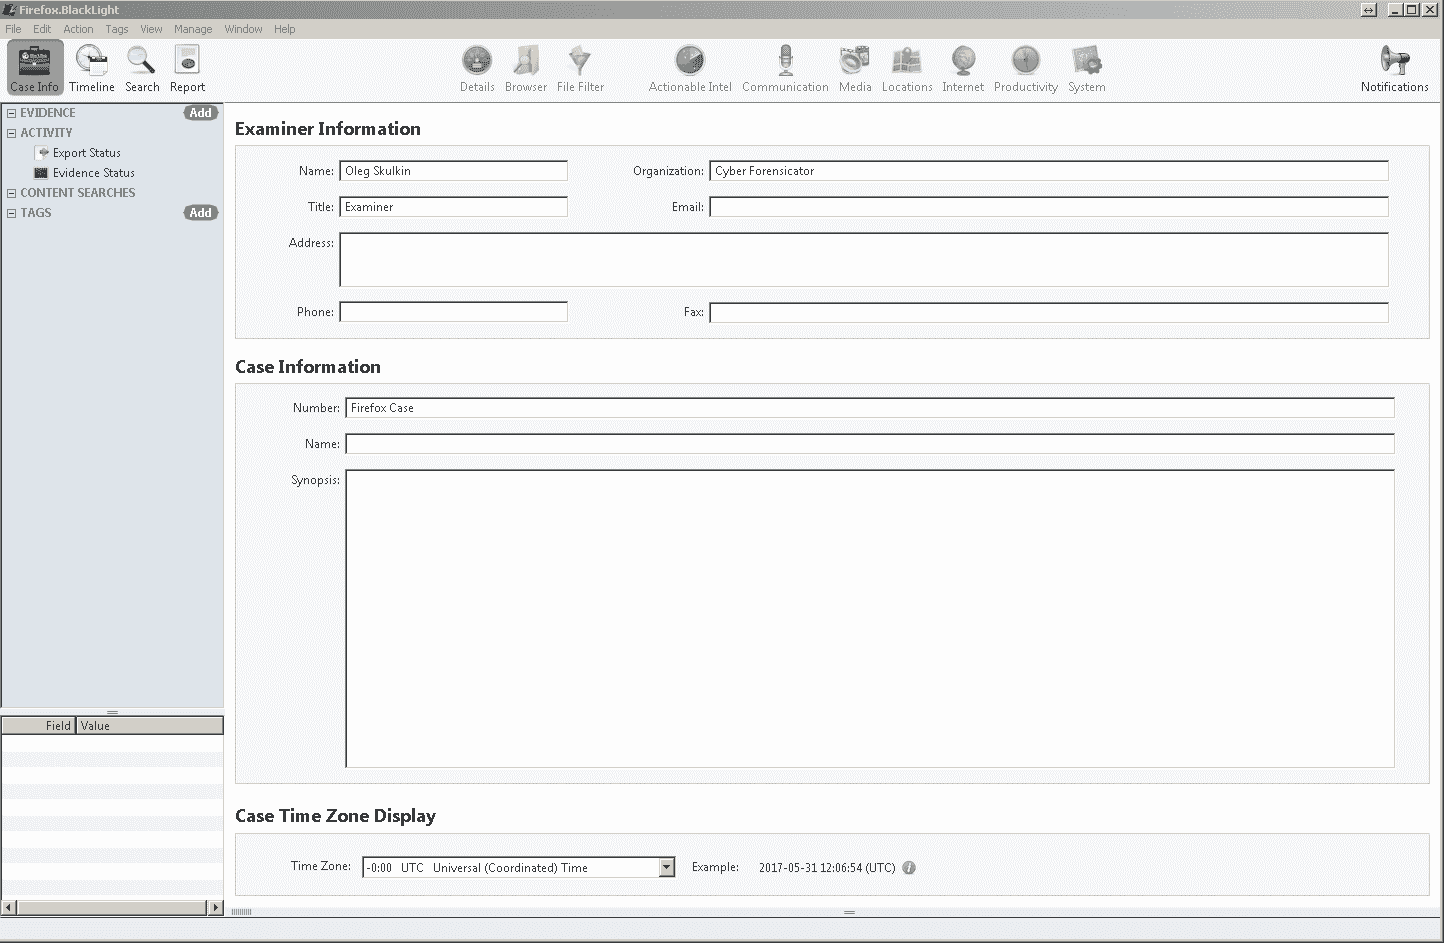 Firefox.BlackLight
File Edit Action Tags View Manage Window Help
Case Info Timeline Search Report Details Browser File Filter Actionable Intel Communication Media Locations Internet Productivity System Notifications
EVIDENCE Add
ACTIVITY
Export Status
Evidence Status
CONTENT SEARCHES
TAGS Add
Field Value
Examiner Information
Name: Oleg Skulkin Organization: Cyber Forensicator
Title: Examiner Email:
Address:
Phone: Fax:
Case Information
Number: Firefox Case
Name:
Synopsis:
Case Time Zone Display
Time Zone: -0:00 UTC Universal (Coordinated) Time Example: 2017-05-31 12:06:54 (UTC)